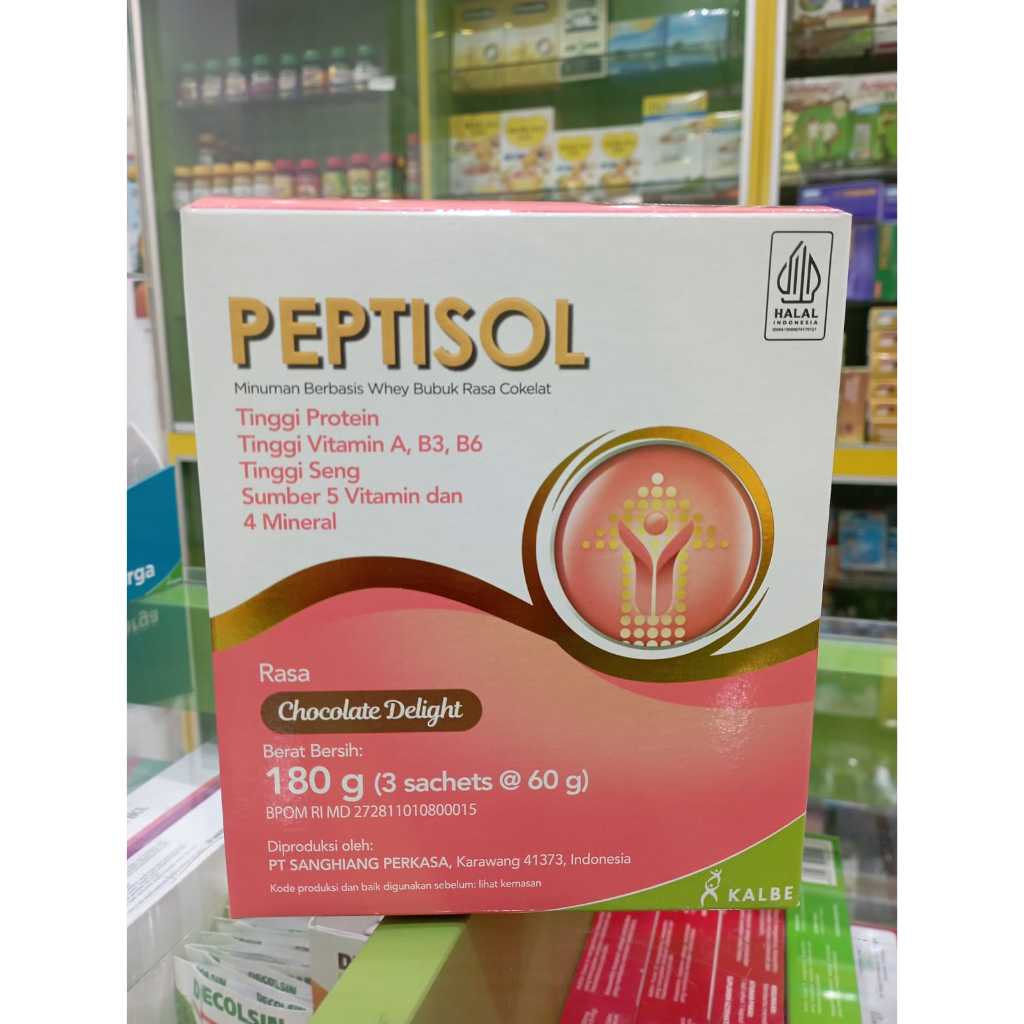 PEPTISOL
Minuman Berbasis Whey Bubuk Rasa Cokelat
Tinggi Protein
Tinggi Vitamin A, B3, B6
Tinggi Seng
Sumber 5 Vitamin dan
4 Mineral
HALAL
INDONESIA
Rasa
Chocolate Delight
Berat Bersih:
180 g (3 sachets @ 60 g)
BPOM RI MD 272811010800015
Diproduksi oleh:
PT SANGHIANG PERKASA, Karawang 41373, Indonesia
Kode produksi dan baik digunakan sebelum: lihat kemasan
KALBE
rga
DECOLSIN
DECOLSIN